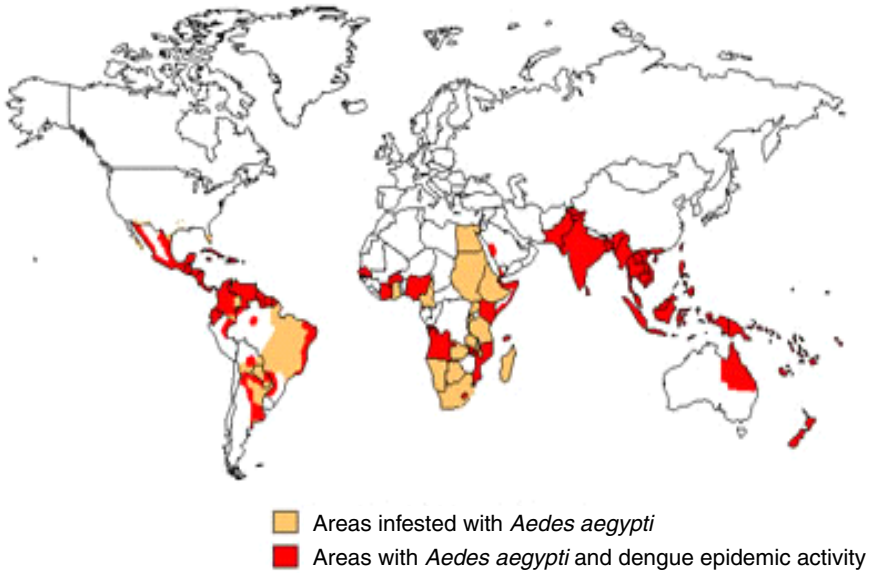 Areas infested with Aedes aegypti
Areas with Aedes aegypti and dengue epidemic activity